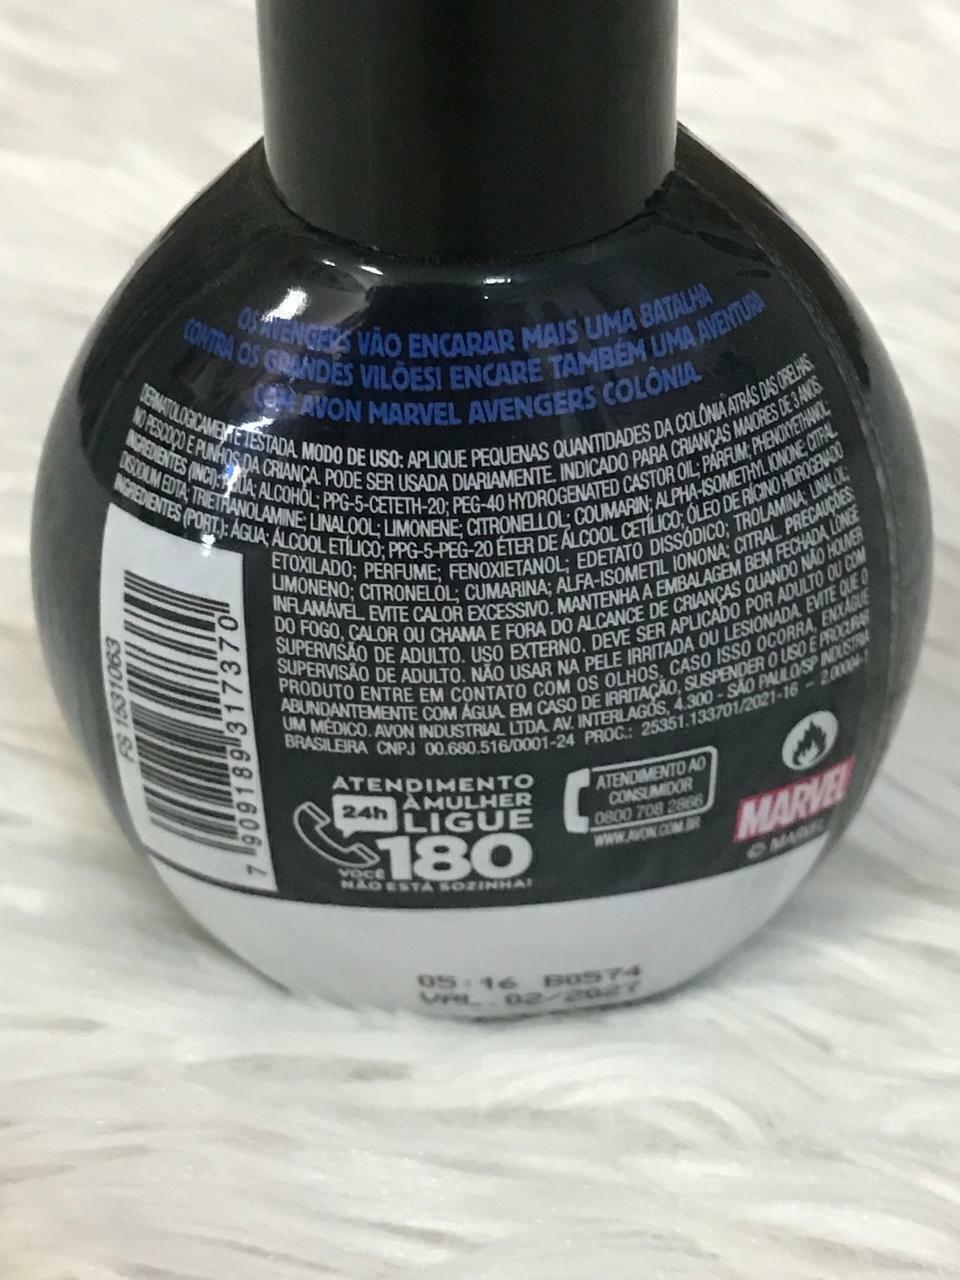 OS AVENGERS VÃO ENCARAR MAIS UMA BATALHA
CONTRA OS GRANDES VILÕES! ENCARE TAMBÉM UMA AVENTURA
COM AVON MARVEL AVENGERS COLÔNIA.
DERMATOLOGICAMENTE TESTADA. MODO DE USO: APLIQUE PEQUENAS QUANTIDADES DA COLÔNIA ATRÁS DAS ORELHAS,
NO PESCOÇO E PUNHOS DA CRIANÇA. PODE SER USADA DIARIAMENTE. INDICADO PARA CRIANÇAS MAIORES DE 3 ANOS.
INGREDIENTES (INCI): AQUA; ALCOHOL; PPG-5-CETETH-20; PEG-40 HYDROGENATED CASTOR OIL; PARFUM; PHENOXYETHANOL;
DISODIUM EDTA; TRIETHANOLAMINE; LINALOOL; LIMONENE; CITRONELLOL; COUMARIN; ALPHA-ISOMETHYL IONONE; CITRAL.
INGREDIENTES (PORT.): ÁGUA; ÁLCOOL ETÍLICO; PPG-5-PEG-20 ÉTER DE ÁLCOOL CETÍLICO; ÓLEO DE RÍCINO HIDROGENADO
ETOXILADO; PERFUME; FENOXIETANOL; EDETATO DISSÓDICO; TROLAMINA; LINALOL;
LIMONENO; CITRONELOL; CUMARINA; ALFA-ISOMETIL IONONA; CITRAL. PRECAUÇÕES:
INFLAMÁVEL. EVITE CALOR EXCESSIVO. MANTENHA A EMBALAGEM BEM FECHADA, LONGE
DO FOGO, CALOR OU CHAMA E FORA DO ALCANCE DE CRIANÇAS QUANDO NÃO HOUVER
SUPERVISÃO DE ADULTO. USO EXTERNO. DEVE SER APLICADO POR ADULTO OU COM
SUPERVISÃO DE ADULTO. NÃO USAR NA PELE IRRITADA OU LESIONADA. EVITE QUE O
PRODUTO ENTRE EM CONTATO COM OS OLHOS. CASO ISSO OCORRA, ENXÁGUE
ABUNDANTEMENTE COM ÁGUA. EM CASO DE IRRITAÇÃO, SUSPENDER O USO E PROCURAR
UM MÉDICO. AVON INDUSTRIAL LTDA. AV. INTERLAGOS, 4.300 - SÃO PAULO/SP INDÚSTRIA
BRASILEIRA CNPJ 00.680.516/0001-24 PROC.: 25351.133701/2021-16 – 2.00004-1
FS 1531063
7 909189 317370
ATENDIMENTO
24h À MULHER
LIGUE
180
VOCÊ
NÃO ESTÁ SOZINHA!
ATENDIMENTO AO
CONSUMIDOR
0800 708 2866
WWW.AVON.COM.BR
MARVEL
© MARVEL
05:16 B0574
VAL. 02/2027